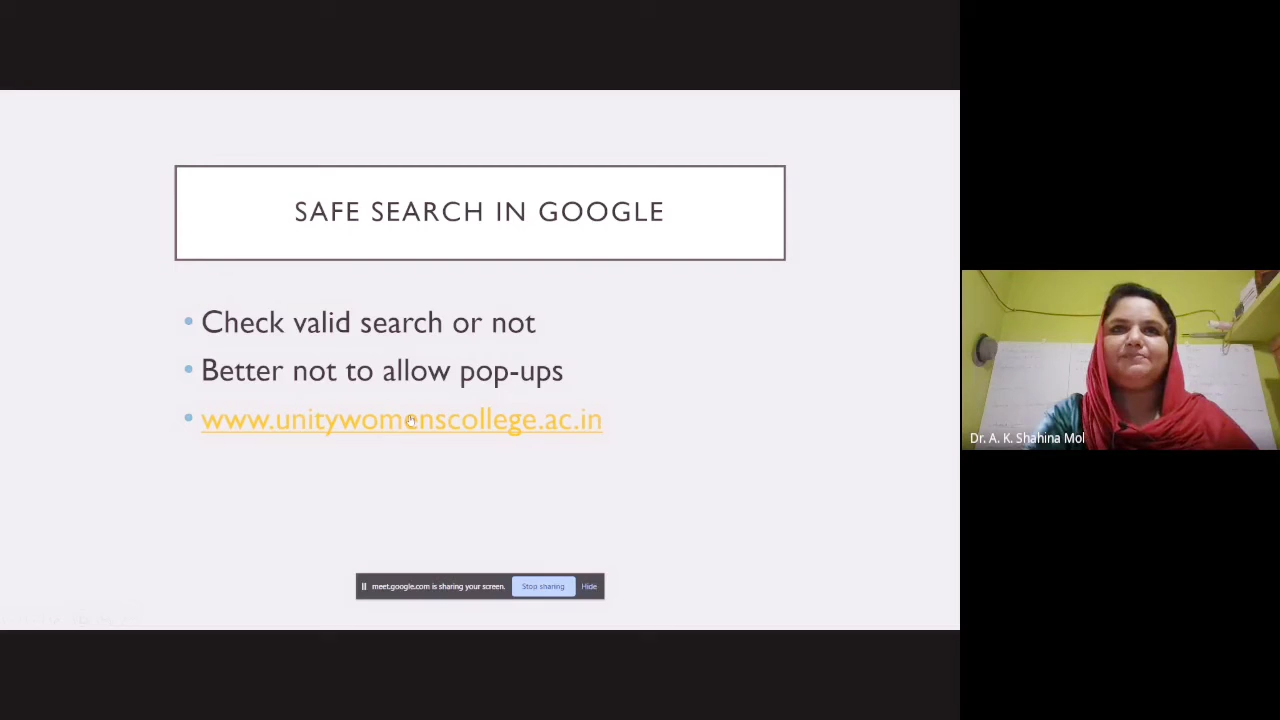 SAFE SEARCH IN GOOGLE
• Check valid search or not
• Better not to allow pop-ups
• www.unitywomenscollege.ac.in
meet.google.com is sharing your screen. Stop sharing Hide
Dr. A. K. Shahina Mol